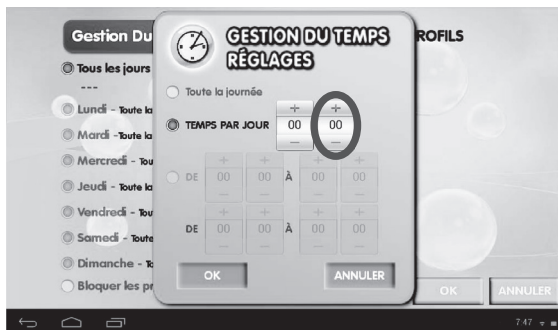 Gestion Du
ROFILS
GESTION DU TEMPS
RÉGLAGES
Tous les jours
---
Toute la journée
Lundi - Toute la
TEMPS PAR JOUR
+ +
00 00
— —
Mardi -Toute la
Mercredi - Tou
DE 00 00 À 00 00
Jeudi - Toute la
Vendredi - Tou
DE 00 00 À 00 00
Samedi - Toute
Dimanche - To
Bloquer les pr
OK ANNULER
OK ANNULER
7:47